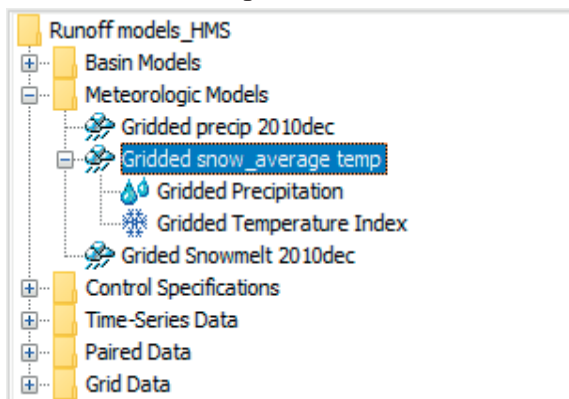 Runoff models_HMS
Basin Models
Meteorologic Models
Gridded precip 2010dec
Gridded snow_average temp
Gridded Precipitation
Gridded Temperature Index
Grided Snowmelt 2010dec
Control Specifications
Time-Series Data
Paired Data
Grid Data